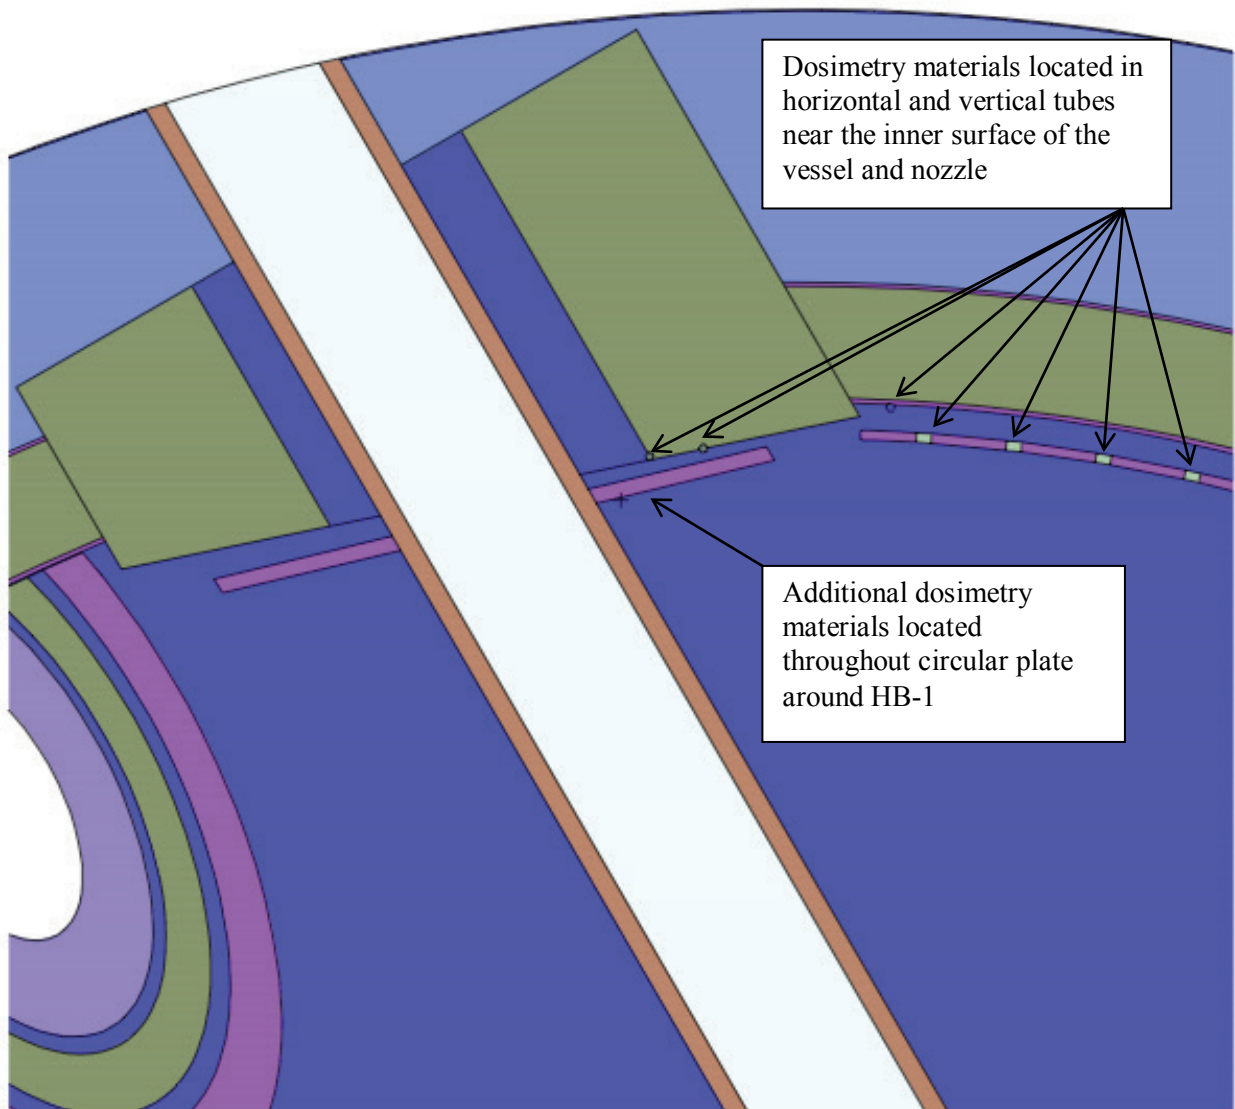 Dosimetry materials located in
horizontal and vertical tubes
near the inner surface of the
vessel and nozzle
Additional dosimetry
materials located
throughout circular plate
around HB-1